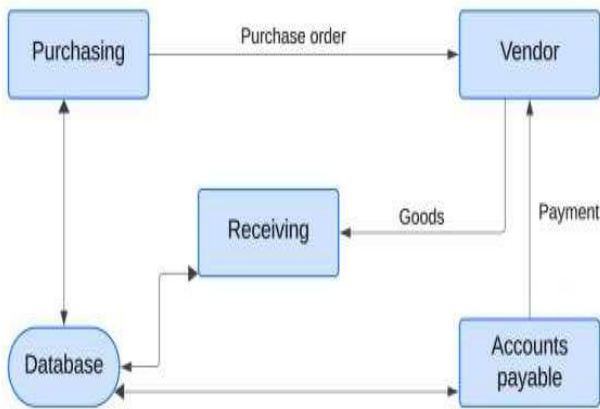 Purchasing
Purchase order
Vendor
Receiving
Goods
Payment
Database
Accounts
payable